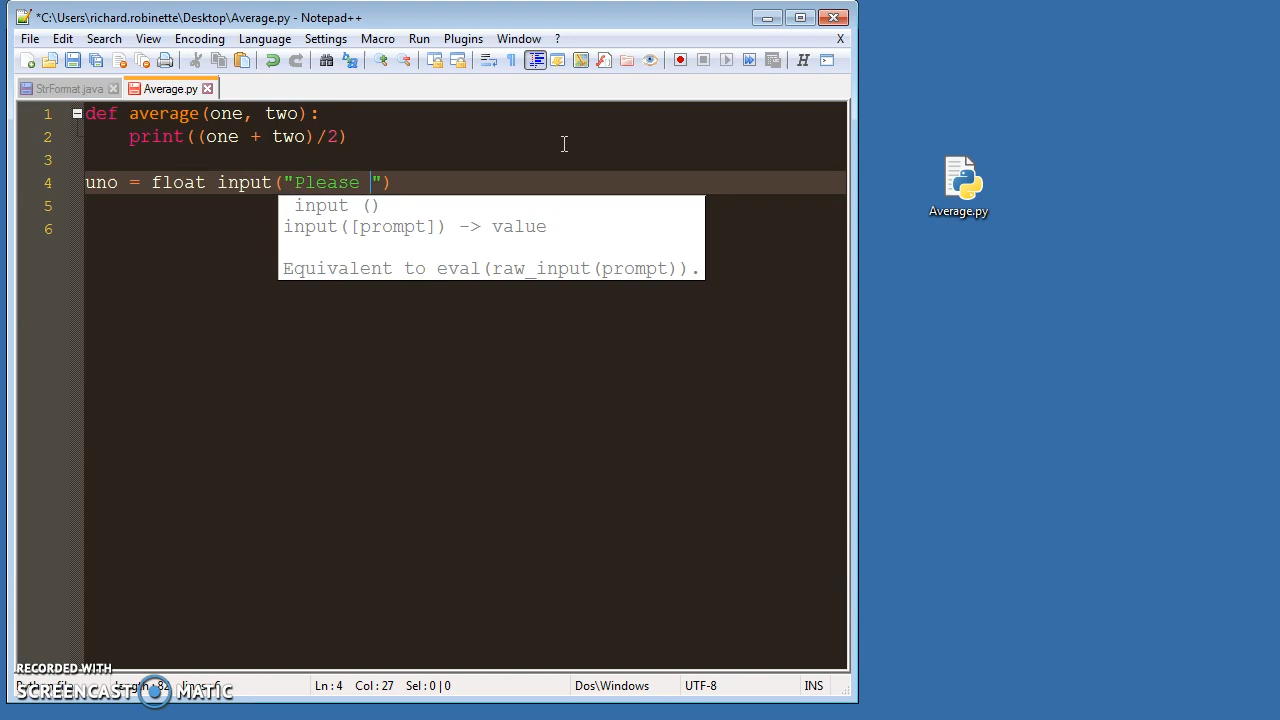 *C:\Users\richard.robinette\Desktop\Average.py - Notepad++
File Edit Search View Encoding Language Settings Macro Run Plugins Window ? X
StrFormat.java Average.py
1 def average(one, two):
2 print((one + two)/2)
3
4 uno = float input("Please ")
5 input ()
6 input([prompt]) -> value
Equivalent to eval(raw_input(prompt)).
Average.py
RECORDED WITH
SCREENCAST MATIC
Ln:4 Col:27 Sel:0|0 Dos\Windows UTF-8 INS